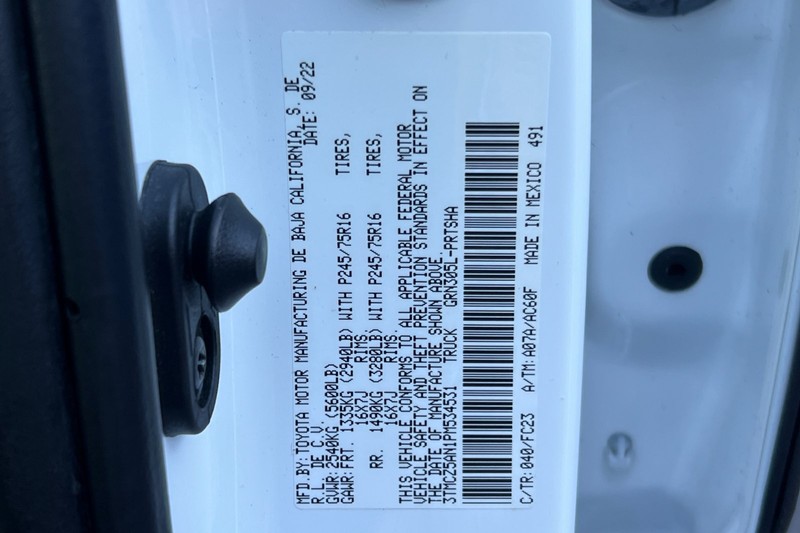 MFD.BY:TOYOTA MOTOR MANUFACTURING DE BAJA CALIFORNIA, S. DE
R.L. DE C.V. DATE: 09/22
GVWR:2540KG (5600LB)
GAWR:FRT. 1335KG (2940LB) WITH P245/75R16 TIRES,
16X7J RIMS.
RR. 1490KG (3280LB) WITH P245/75R16 TIRES,
16X7J RIMS.
THIS VEHICLE CONFORMS TO ALL APPLICABLE FEDERAL MOTOR
VEHICLE SAFETY AND THEFT PREVENTION STANDARDS IN EFFECT ON
THE DATE OF MANUFACTURE SHOWN ABOVE.
3TMCZ5AN1PM534531 TRUCK GRN305L-PRTSHA
C/TR: 040/FC23 A/TM: A07A/AC60F MADE IN MEXICO 491